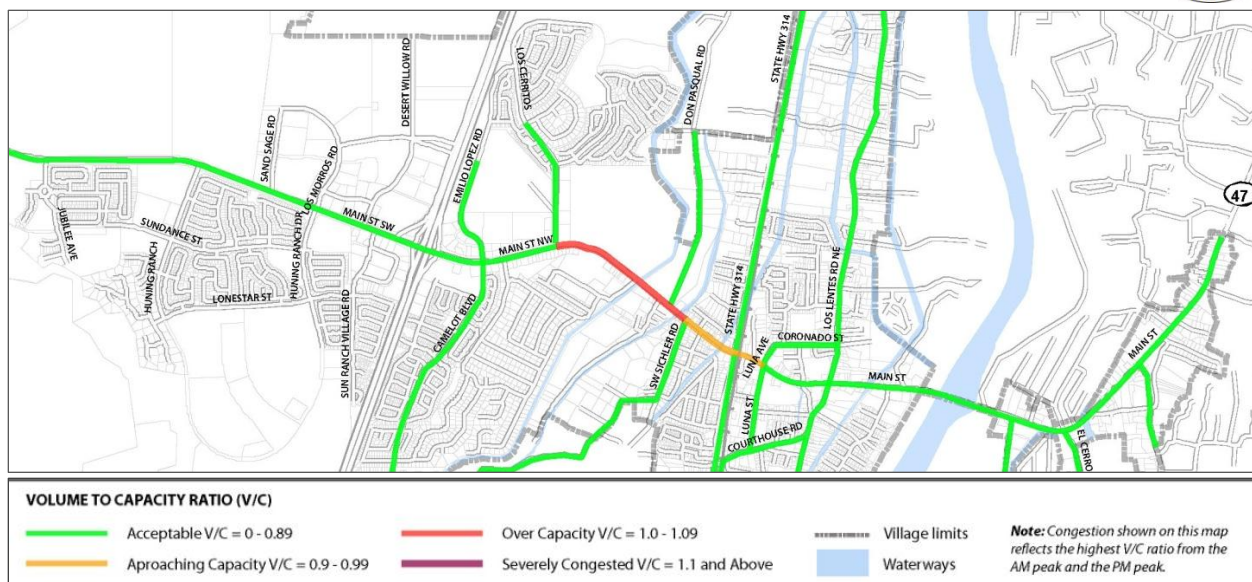 STATE HWY 314
DON PASQUAL RD
LOS CERRITOS
DESERT WILLOW RD
SAND SAGE RD
LOS MORROS RD
EMILIO LOPEZ RD
47
JUBILEE AVE
SUNDANCE ST
MAIN ST SW
MAIN ST NW
HUNING RANCH
HUNING RANCH DR
LONESTAR ST
SUN RANCH VILLAGE RD
CAMELOT BLVD
SW SICHLER RD
STATE HWY 314
LUNA AVE
LOS LENTES RD NE
CORONADO ST
MAIN ST
MAIN ST
LUNA ST
COURTHOUSE RD
EL CERRO
VOLUME TO CAPACITY RATIO (V/C)
Acceptable V/C = 0 - 0.89
Aproaching Capacity V/C = 0.9 - 0.99
Over Capacity V/C = 1.0 - 1.09
Severely Congested V/C = 1.1 and Above
Village limits
Waterways
Note: Congestion shown on this map
reflects the highest V/C ratio from the
AM peak and the PM peak.